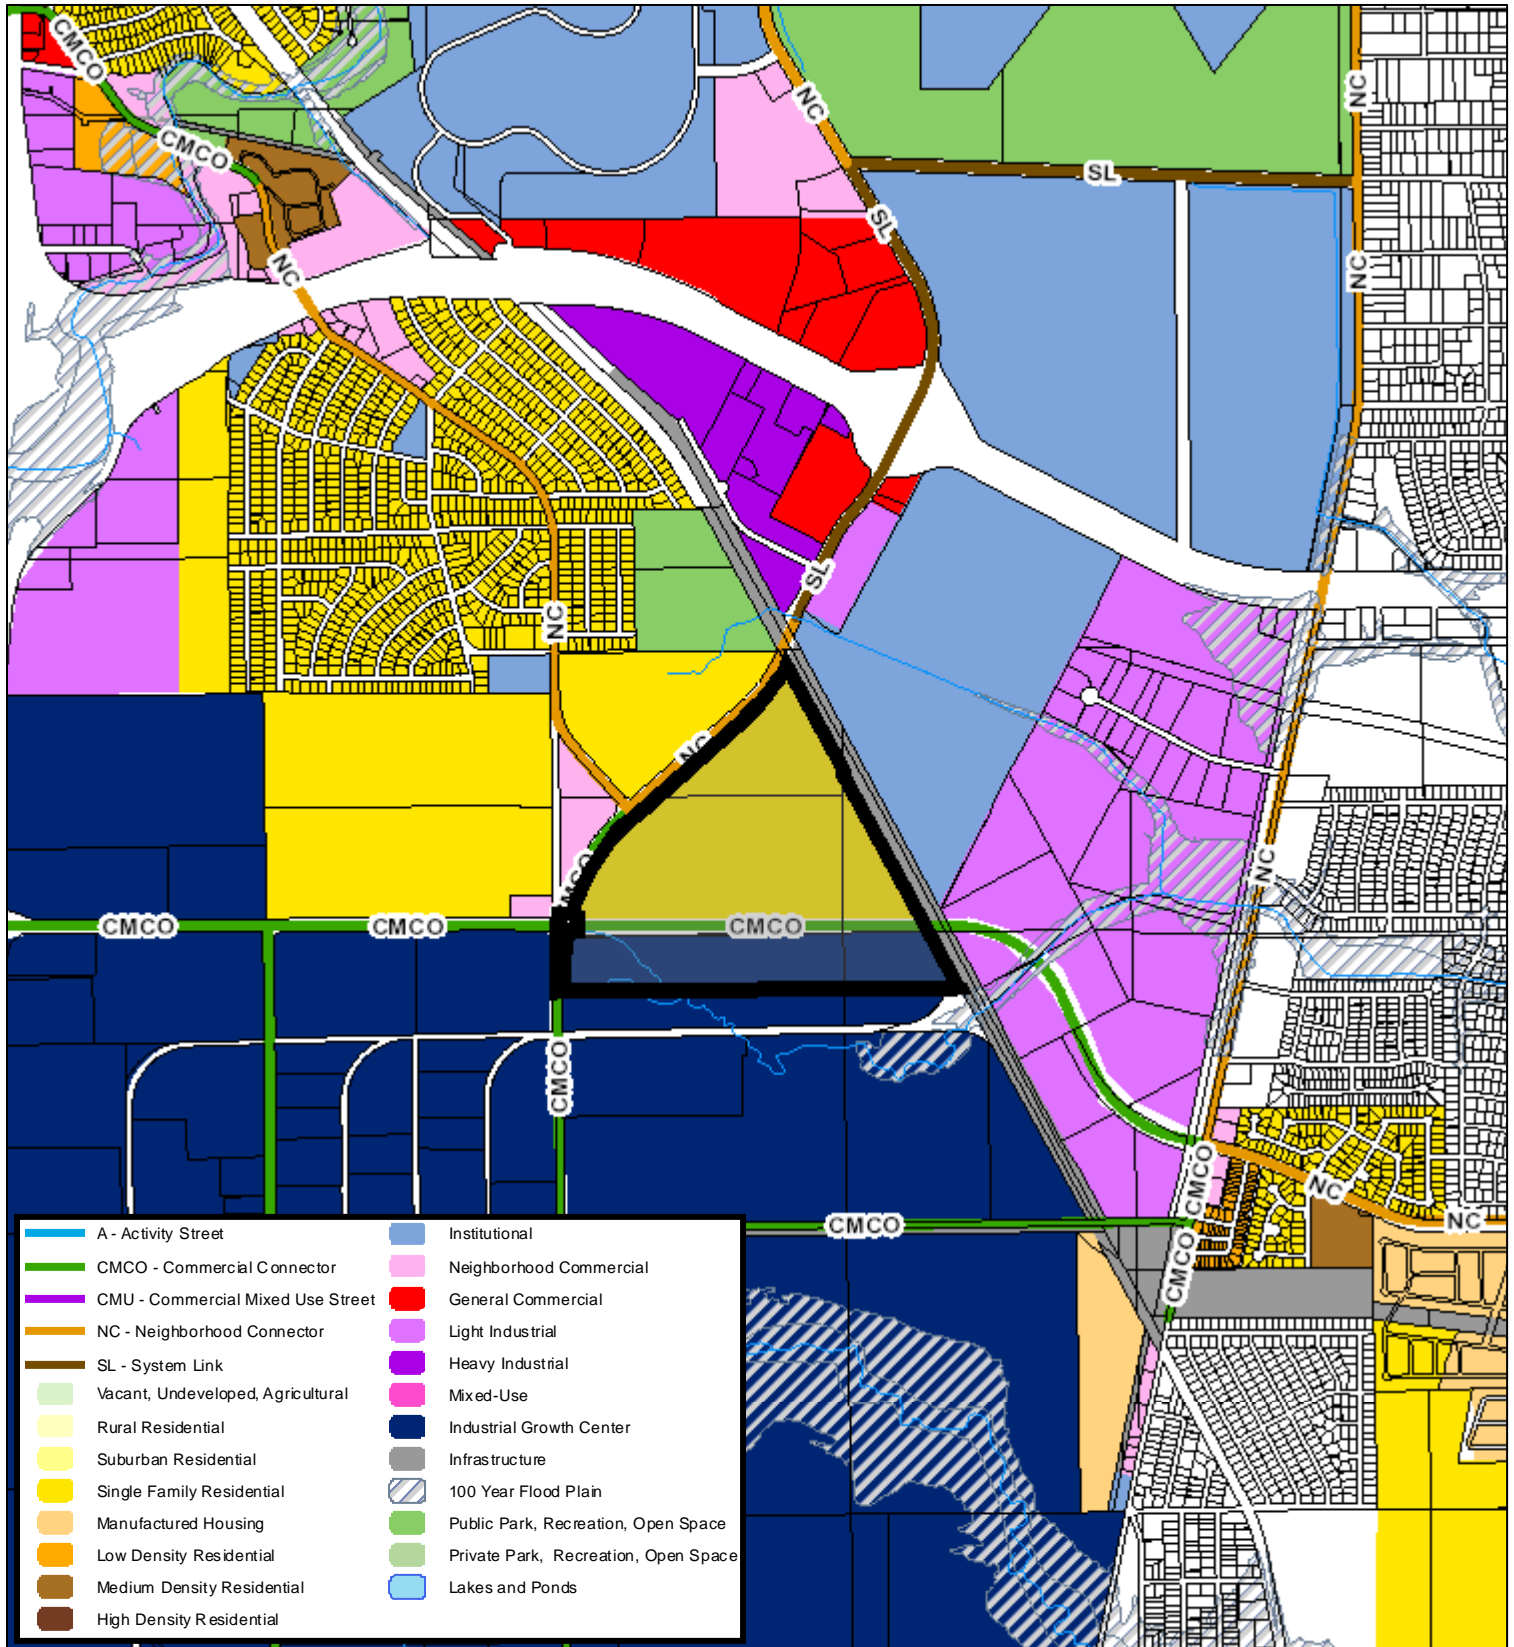 CMCO
CMCO
NC
NC
NC
SL
SL
NC
NC
SL
NC
NC
NC
CMCO
CMCO
CMCO
CMCO
CMCO
NC
CMCO
CMCO
CMCO
NC
NC
A - Activity Street
CMCO - Commercial Connector
CMU - Commercial Mixed Use Street
NC - Neighborhood Connector
SL - System Link
Vacant, Undeveloped, Agricultural
Rural Residential
Suburban Residential
Single Family Residential
Manufactured Housing
Low Density Residential
Medium Density Residential
High Density Residential
Institutional
Neighborhood Commercial
General Commercial
Light Industrial
Heavy Industrial
Mixed-Use
Industrial Growth Center
Infrastructure
100 Year Flood Plain
Public Park, Recreation, Open Space
Private Park, Recreation, Open Space
Lakes and Ponds